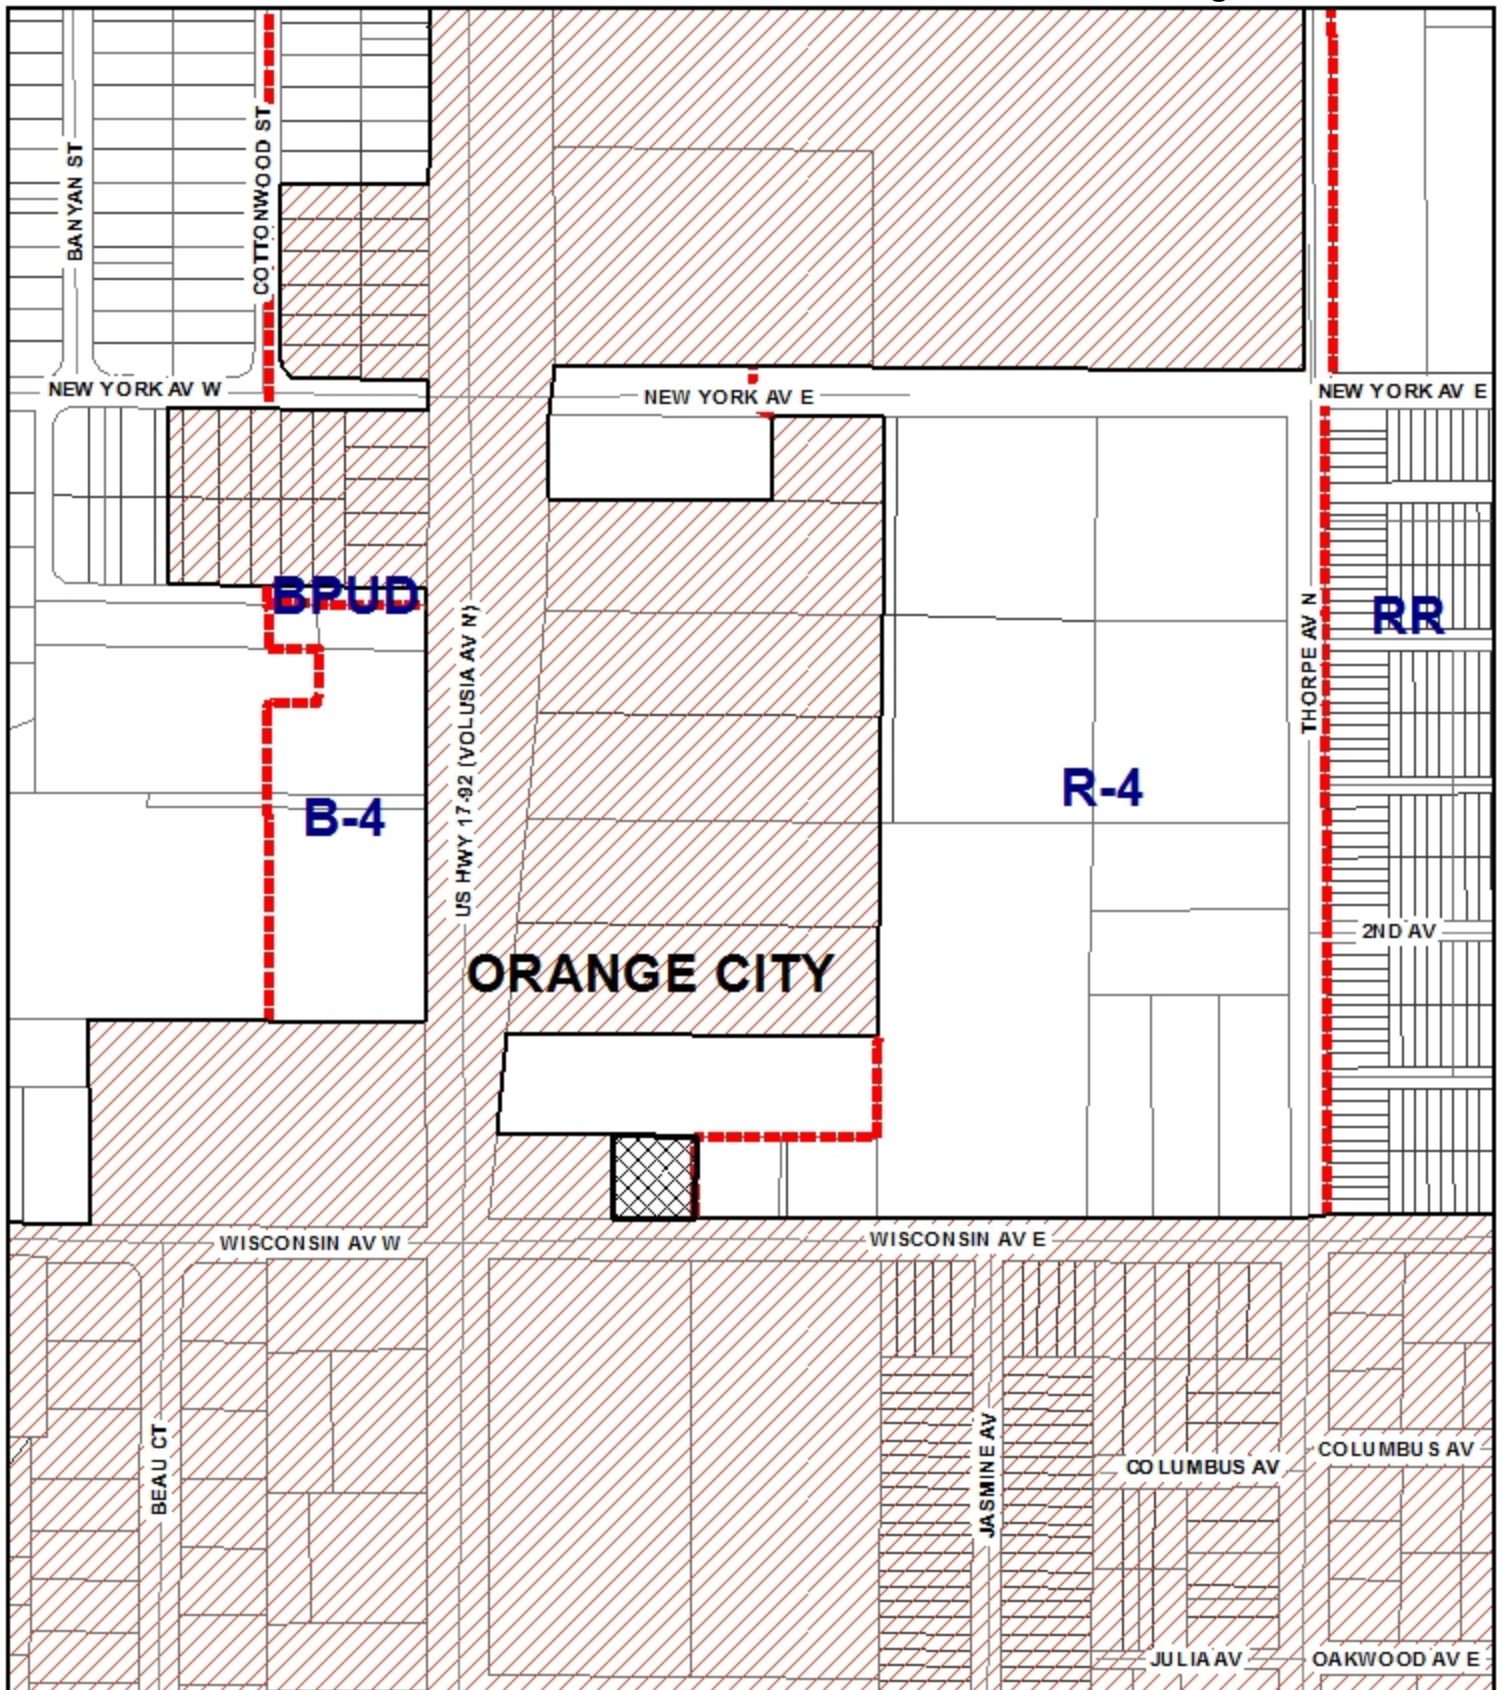 BANYAN ST
COTTONWOOD ST
NEW YORK AV W
NEW YORK AV E
NEW YORK AV E
BPUD
RR
THORPE AV N
US HWY 17-92 (VOLUSIA AV N)
R-4
B-4
2ND AV
ORANGE CITY
WISCONSIN AV W
WISCONSIN AV E
BEAU CT
JASMINE AV
COLUMBUS AV
COLUMBUS AV
JULIA AV
OAKWOOD AV E